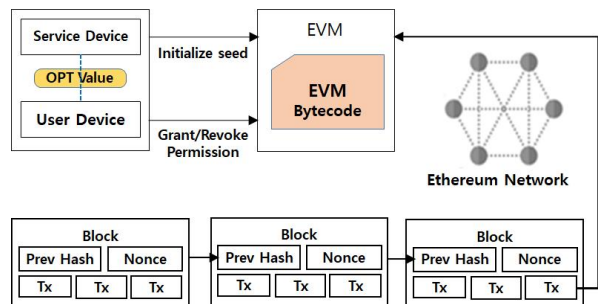 Service Device
OPT Value
User Device
Initialize seed
Grant/Revoke
Permission
EVM
EVM
Bytecode
Ethereum Network
Block
Prev Hash Nonce
Tx Tx Tx
Block
Prev Hash Nonce
Tx Tx Tx
Block
Prev Hash Nonce
Tx Tx Tx